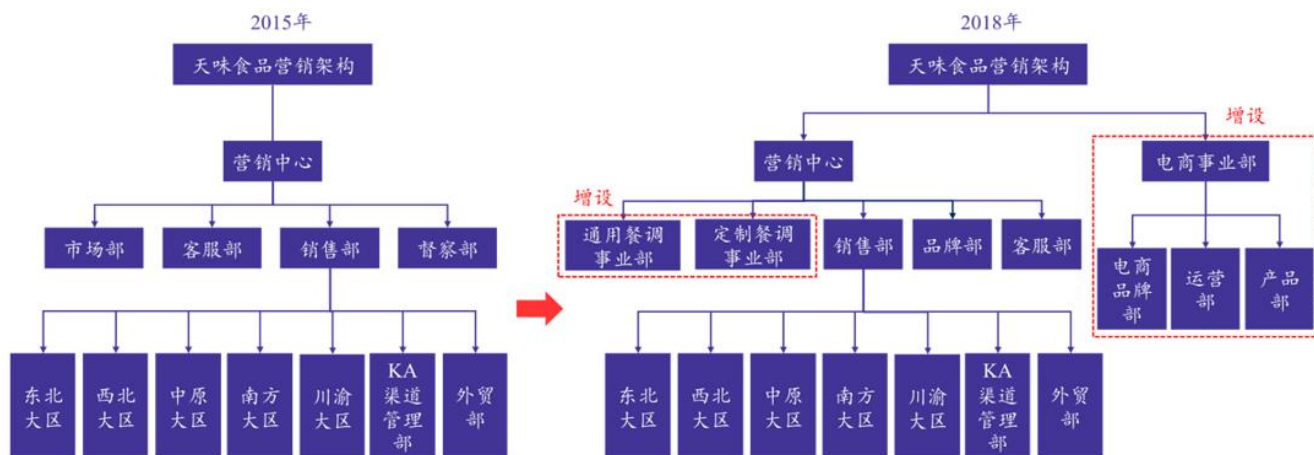 2015年
天味食品营销架构
营销中心
市场部
客服部
销售部
督察部
东北
大区
西北
大区
中原
大区
南方
大区
川渝
大区
KA
渠道
管理
部
外贸
部
2018年
天味食品营销架构
增设
营销中心
电商事业部
增设
通用餐调
事业部
定制餐调
事业部
销售部
品牌部
客服部
电商
品牌
部
运营
部
产品
部
东北
大区
西北
大区
中原
大区
南方
大区
川渝
大区
KA
渠道
管理
部
外贸
部